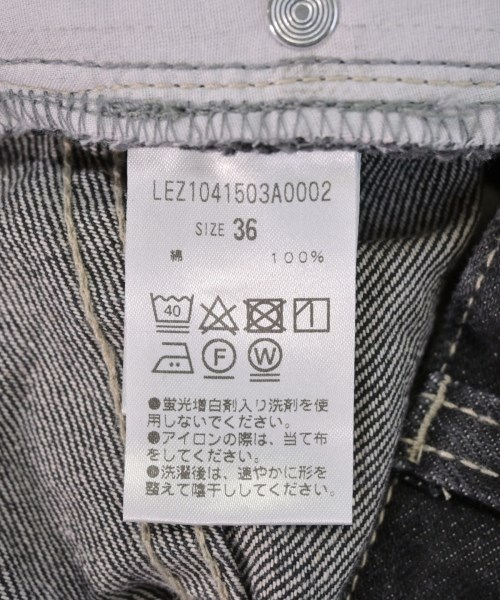 LEZ1041503A0002
SIZE 36
綿 100%
40
F W
●蛍光増白剤入り洗剤を使
用しないでください。
●アイロンの際は、当て布
をしてください。
●洗濯後は、速やかに形を
整えて陰干ししてください。